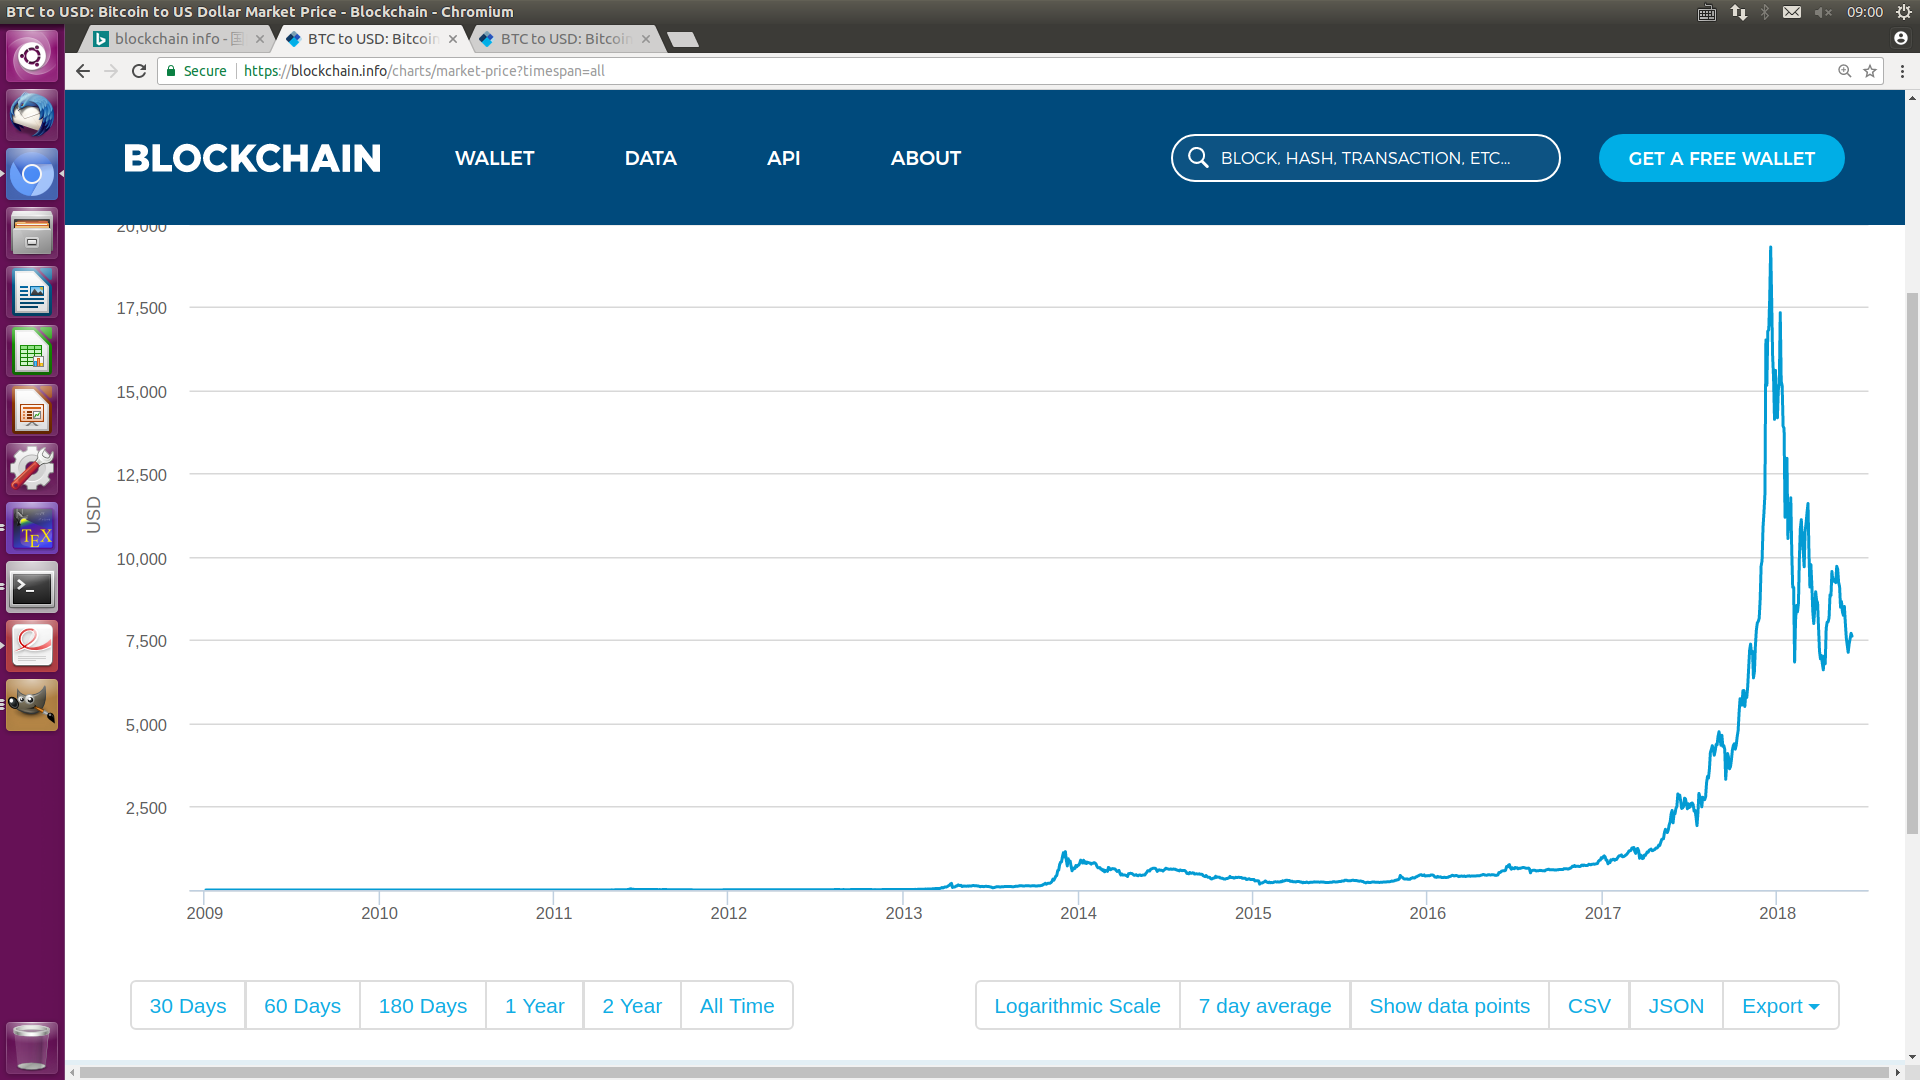 BTC to USD: Bitcoin to US Dollar Market Price - Blockchain - Chromium
09:00
blockchain info - 国
BTC to USD: Bitcoin
BTC to USD: Bitcoin
Secure
https://blockchain.info/charts/market-price?timespan=all
BLOCKCHAIN
WALLET
DATA
API
ABOUT
BLOCK, HASH, TRANSACTION, ETC...
GET A FREE WALLET
20,000
17,500
15,000
12,500
10,000
7,500
5,000
2,500
USD
2009
2010
2011
2012
2013
2014
2015
2016
2017
2018
30 Days
60 Days
180 Days
1 Year
2 Year
All Time
Logarithmic Scale
7 day average
Show data points
CSV
JSON
Export
TEX
>_